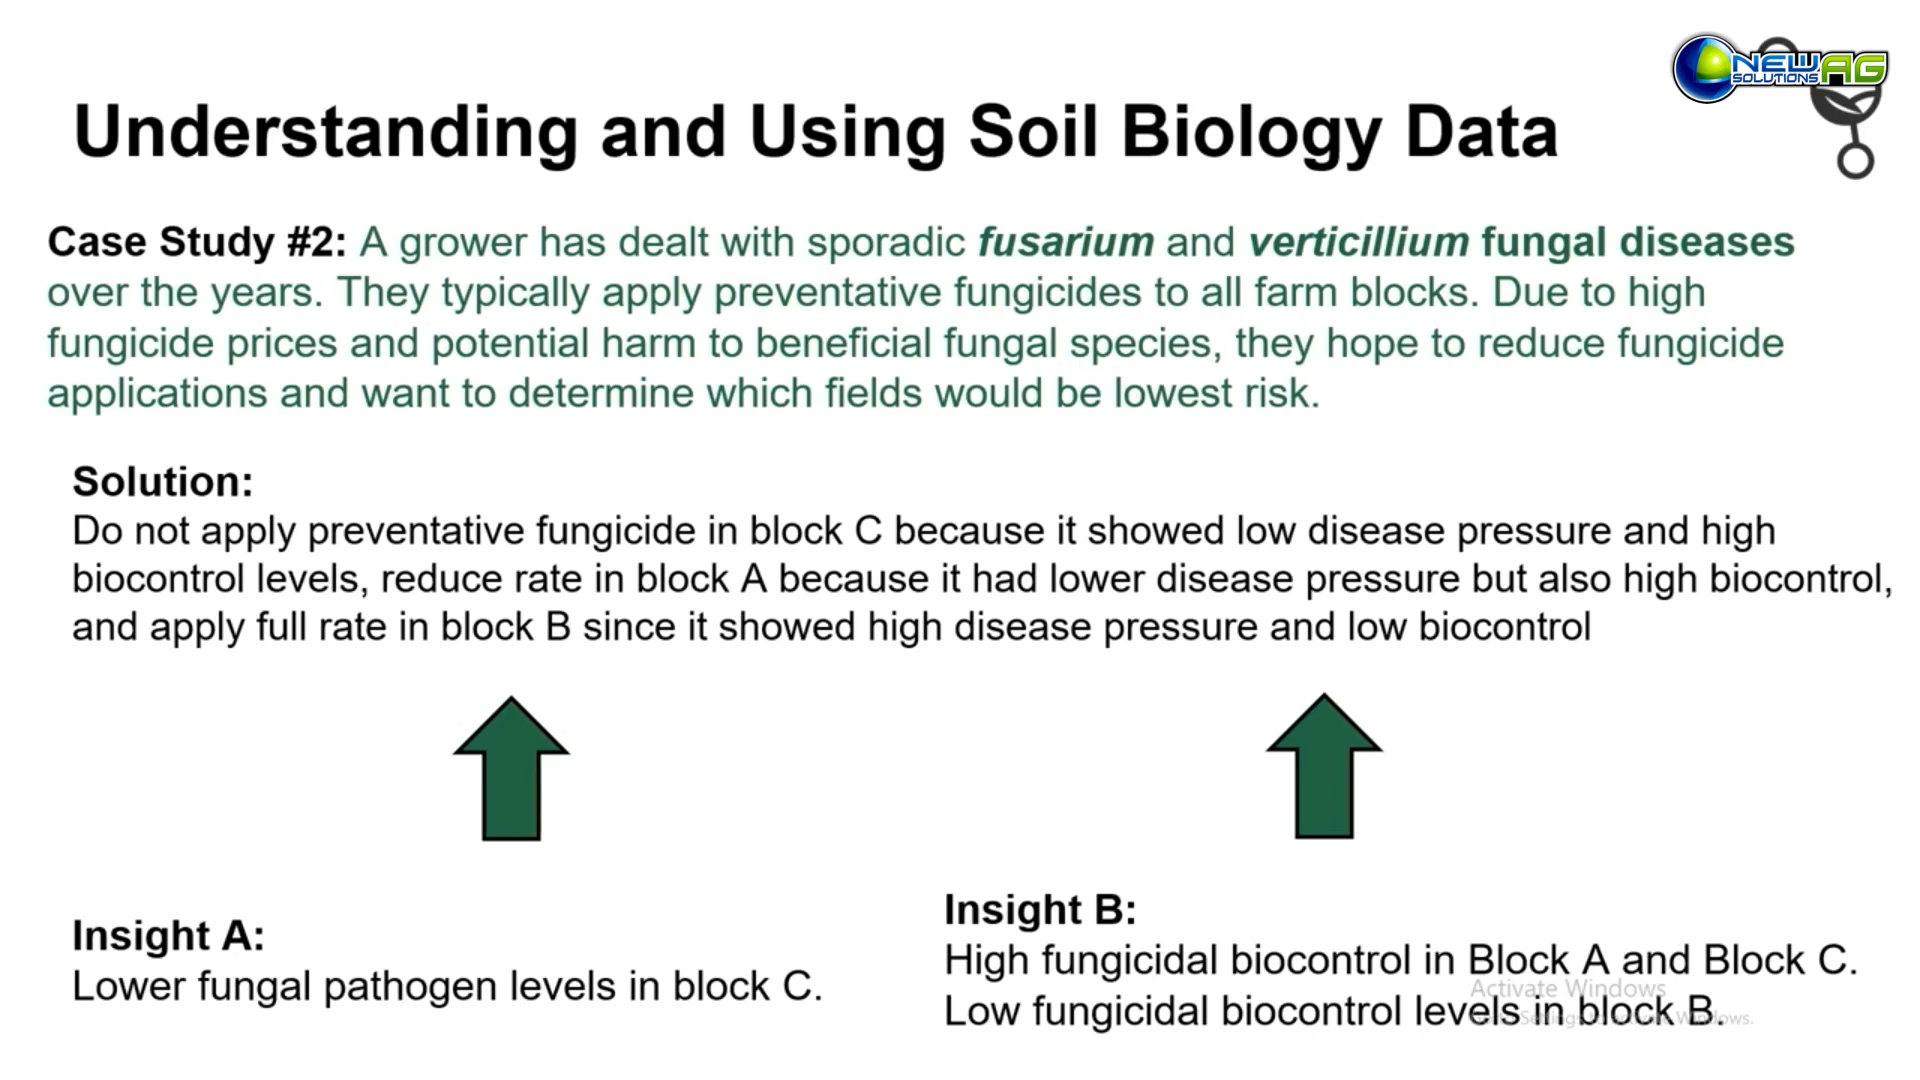 NEW AG
SOLUTIONS
Understanding and Using Soil Biology Data
Case Study #2: A grower has dealt with sporadic fusarium and verticillium fungal diseases
over the years. They typically apply preventative fungicides to all farm blocks. Due to high
fungicide prices and potential harm to beneficial fungal species, they hope to reduce fungicide
applications and want to determine which fields would be lowest risk.
Solution:
Do not apply preventative fungicide in block C because it showed low disease pressure and high
biocontrol levels, reduce rate in block A because it had lower disease pressure but also high biocontrol,
and apply full rate in block B since it showed high disease pressure and low biocontrol
Insight A:
Lower fungal pathogen levels in block C.
Insight B:
High fungicidal biocontrol in Block A and Block C.
Activate Windows
Low fungicidal biocontrol levels in block B.